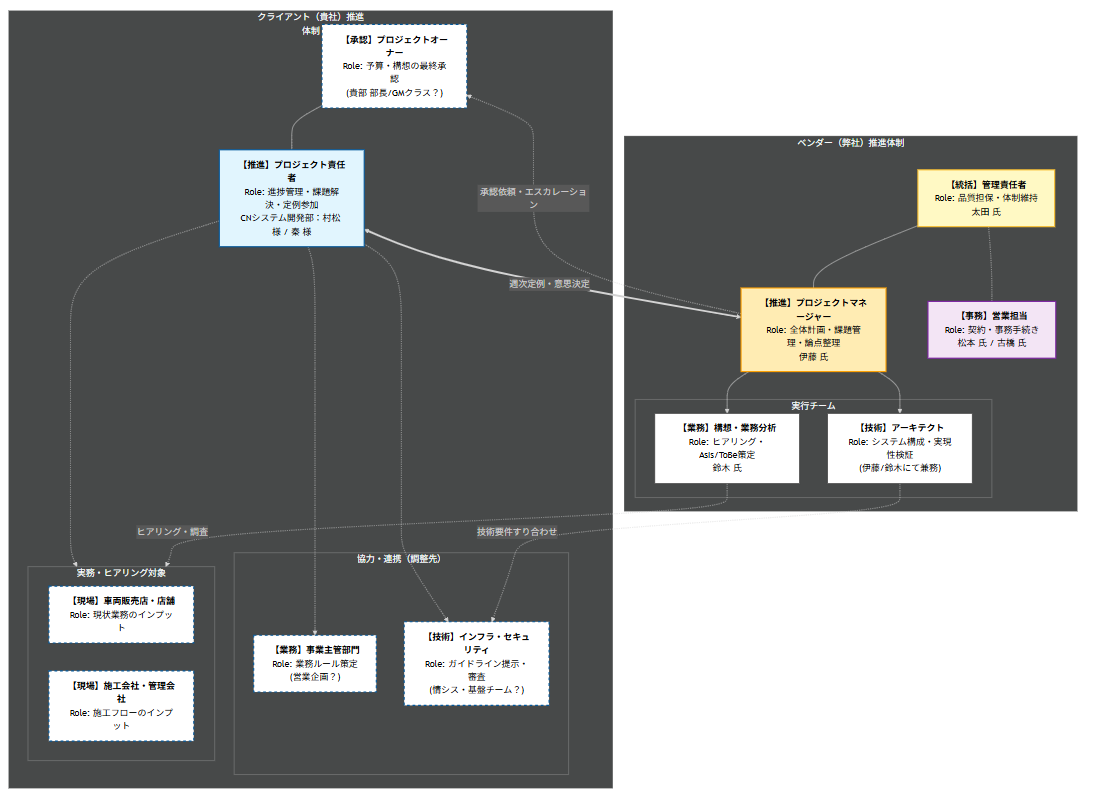 クライアント（貴社）推進
体制
【承認】プロジェクトオー
ナー
Role: 予算・構想の最終承
認
(貴部 部長/GMクラス？)
【推進】プロジェクト責任
者
Role: 進捗管理・課題解
決・定例参加
CNシステム開発部：村松
様 / 秦 様
承認依頼・エスカレーショ
ン
週次定例・意思決定
ヒアリング・調査
技術要件すり合わせ
実務・ヒアリング対象
【現場】車両販売店・店舗
Role: 現状業務のインプッ
ト
【現場】施工会社・管理会
社
Role: 施工フローのインプ
ット
協力・連携（調整先）
【業務】事業主管部門
Role: 業務ルール策定
(営業企画？)
【技術】インフラ・セキュ
リティ
Role: ガイドライン提示・
審査
(情シス・基盤チーム？)
ベンダー（弊社）推進体制
【統括】管理責任者
Role: 品質担保・体制維持
太田 氏
【推進】プロジェクトマネ
ージャー
Role: 全体計画・課題管
理・論点整理
伊藤 氏
【事務】営業担当
Role: 契約・事務手続き
松本 氏 / 古橋 氏
実行チーム
【業務】構想・業務分析
Role: ヒアリング・
AsIs/ToBe策定
鈴木 氏
【技術】アーキテクト
Role: システム構成・実現
性検証
(伊藤/鈴木にて兼務)